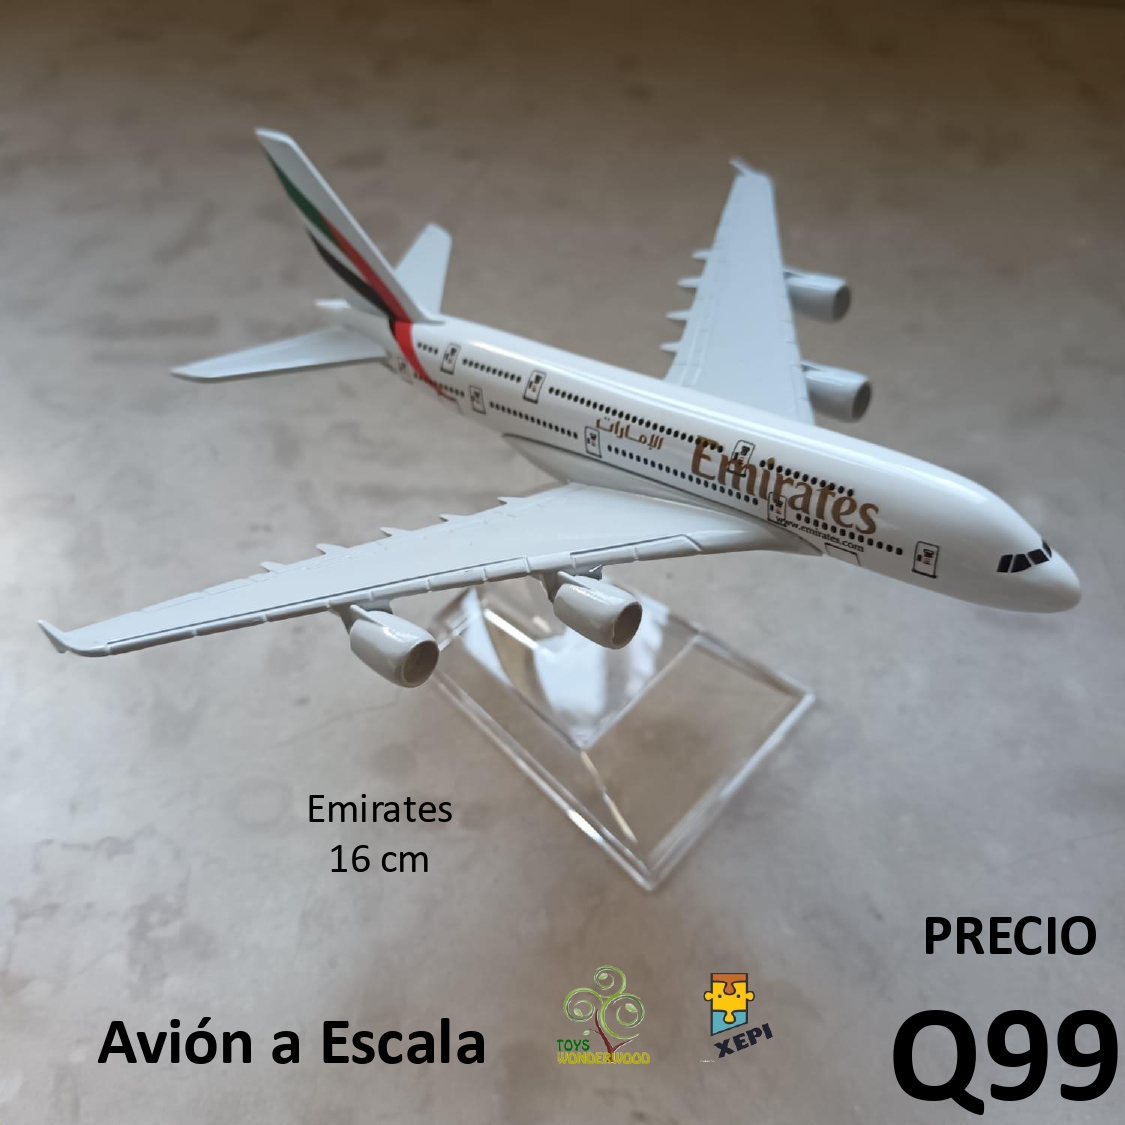 الإمارات
Emirates
www.emirates.com
Emirates
16 cm
PRECIO
Q99
Avión a Escala
TOYS
WONDERWOOD
XEPI